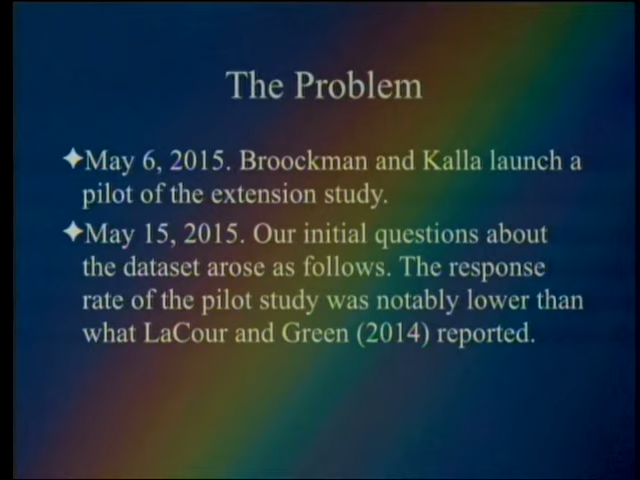 The Problem
✦May 6, 2015. Broockman and Kalla launch a
pilot of the extension study.
✦May 15, 2015. Our initial questions about
the dataset arose as follows. The response
rate of the pilot study was notably lower than
what LaCour and Green (2014) reported.